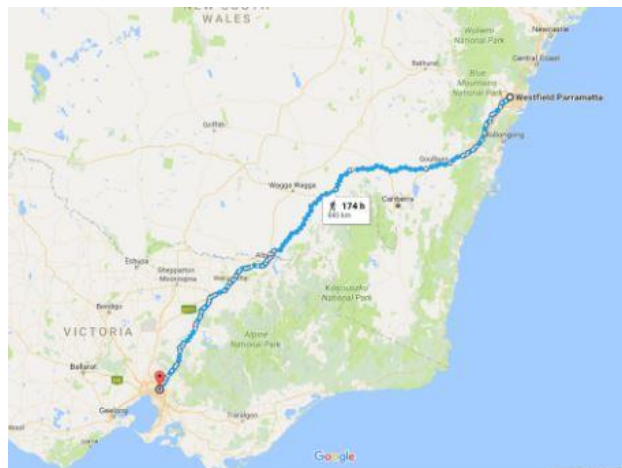 NEW SOUTH
WALES
Newcastle
Wollemi
National Park
Central Coast
Bathurst
Blue
Mountains
National Park
Westfield Parramatta
Griffith
Wollongong
Goulburn
Wagga Wagga
174 h
Canberra
Albury
Echuca
Shepparton
Mooroopna
Wangaratta
Kosciuszko
National Park
Bendigo
VICTORIA
Alpine
National Park
Ballarat
Geelong
Traralgon
Google